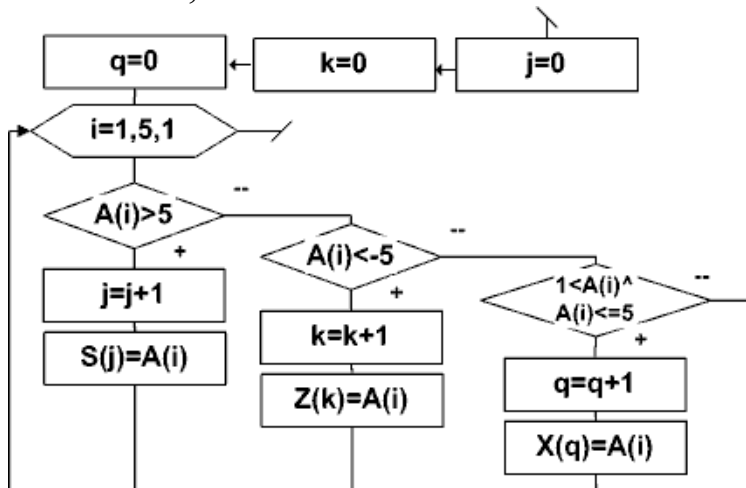 q=0
k=0
j=0
i=1,5,1
A(i)>5
--
+
A(i)<-5
--
+
1<A(i)^
A(i)<=5
--
+
j=j+1
S(j)=A(i)
k=k+1
Z(k)=A(i)
q=q+1
X(q)=A(i)